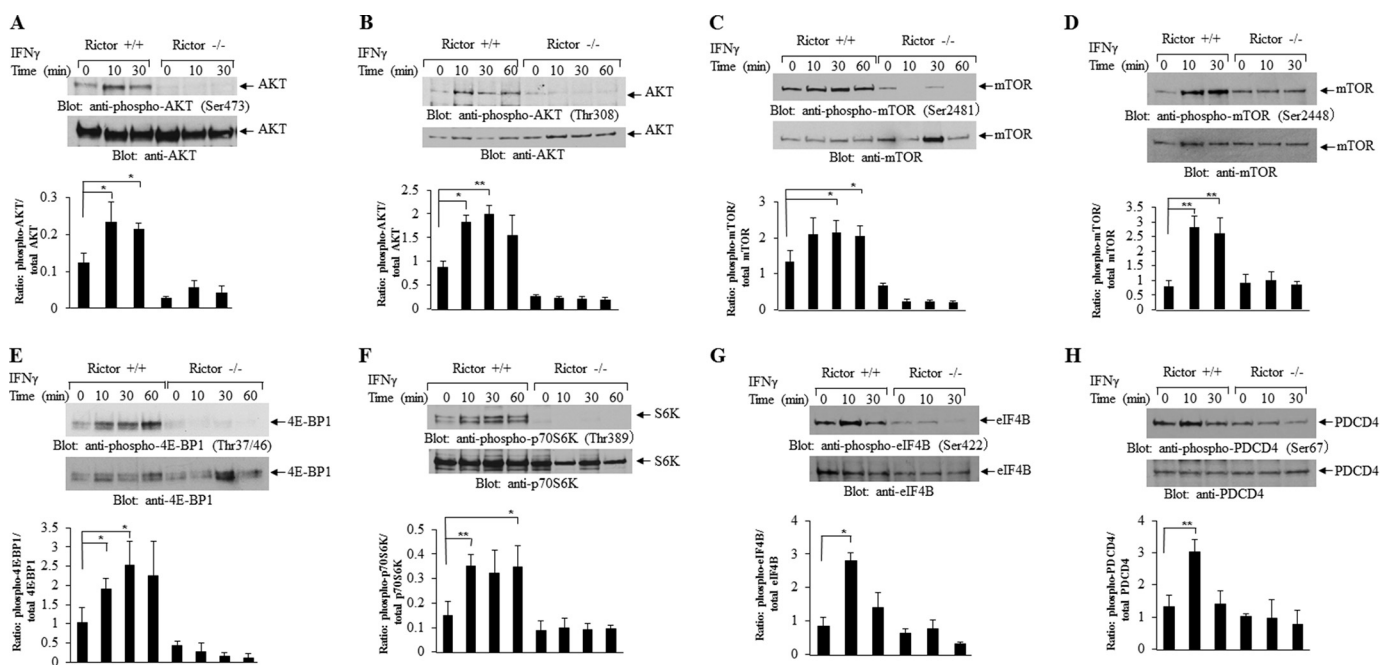 A
Rictor +/+ Rictor -/-
IFNγ
Time (min) 0 10 30 0 10 30
AKT
Blot: anti-phospho-AKT (Ser473)
AKT
Blot: anti-AKT
Ratio: phospho-AKT/
total AKT
0.3
0.2
0.1
0
*
*
B
Rictor +/+ Rictor -/-
IFNγ
Time (min) 0 10 30 60 0 10 30 60
AKT
Blot: anti-phospho-AKT (Thr308)
AKT
Blot: anti-AKT
Ratio: phospho-AKT/
total AKT
2.5
2
1.5
1
0.5
0
**
*
C
Rictor +/+ Rictor -/-
IFNγ
Time (min) 0 10 30 60 0 10 30 60
mTOR
Blot: anti-phospho-mTOR (Ser2481)
mTOR
Blot: anti-mTOR
Ratio: phospho-mTOR/
total mTOR
4
3
2
1
0
*
*
D
Rictor +/+ Rictor -/-
IFNγ
Time (min) 0 10 30 0 10 30
mTOR
Blot: anti-phospho-mTOR (Ser2448)
mTOR
Blot: anti-mTOR
Ratio: phospho-mTOR/
total mTOR
3.5
3
2.5
2
1.5
1
0.5
0
**
**
E
Rictor +/+ Rictor -/-
IFNγ
Time (min) 0 10 30 60 0 10 30 60
4E-BP1
Blot: anti-phospho-4E-BP1 (Thr37/46)
4E-BP1
Blot: anti-4E-BP1
Ratio: phospho-4E-BP1/
total 4E-BP1
3.5
3
2.5
2
1.5
1
0.5
0
*
*
F
Rictor +/+ Rictor -/-
IFNγ
Time (min) 0 10 30 60 0 10 30 60
S6K
Blot: anti-phospho-p70S6K (Thr389)
S6K
Blot: anti-p70S6K
Ratio: phospho-p70S6K/
total p70S6K
0.5
0.4
0.3
0.2
0.1
0
*
**
G
Rictor +/+ Rictor -/-
IFNγ
Time (min) 0 10 30 0 10 30
eIF4B
Blot: anti-phospho-eIF4B (Ser422)
eIF4B
Blot: anti-eIF4B
Ratio: phospho-eIF4B/
total eIF4B
4
3
2
1
0
*
H
Rictor +/+ Rictor -/-
IFNγ
Time (min) 0 10 30 0 10 30
PDCD4
Blot: anti-phospho-PDCD4 (Ser67)
PDCD4
Blot: anti-PDCD4
Ratio: phospho-PDCD4/
total PDCD4
4
3
2
1
0
**